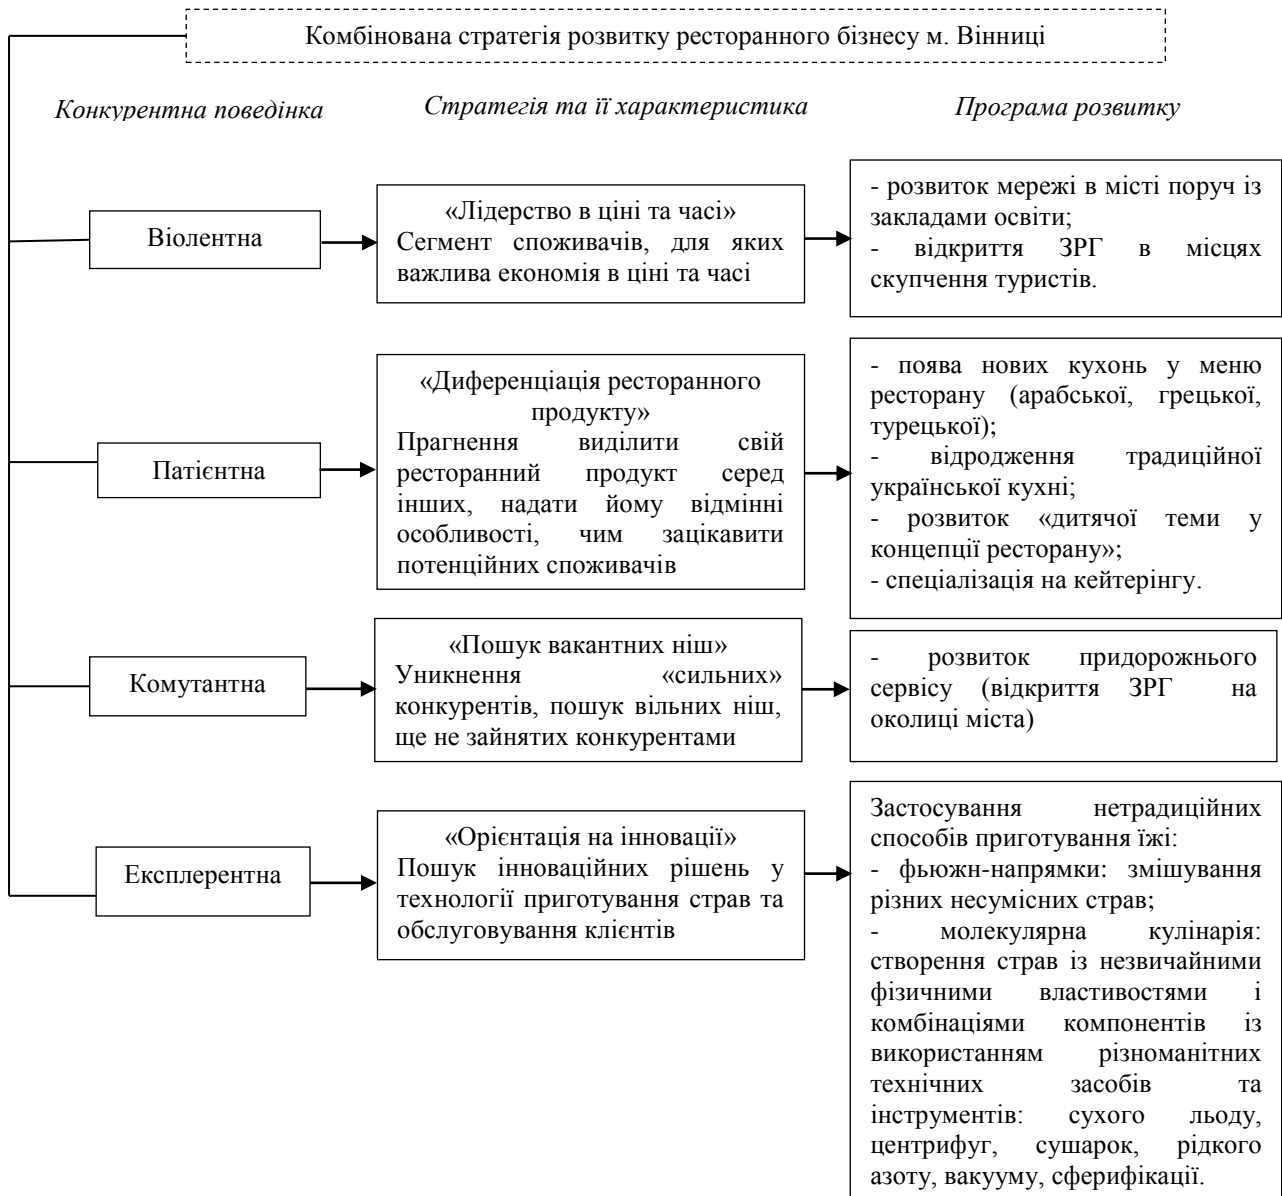 Комбінована стратегія розвитку ресторанного бізнесу м. Вінниці
Конкурентна поведінка
Стратегія та її характеристика
Програма розвитку
Віолентна
«Лідерство в ціні та часі»
Сегмент споживачів, для яких
важлива економія в ціні та часі
- розвиток мережі в місті поруч із
закладами освіти;
- відкриття ЗРГ в місцях
скупчення туристів.
Патієнтна
«Диференціація ресторанного
продукту»
Прагнення виділити свій
ресторанний продукт серед
інших, надати йому відмінні
особливості, чим зацікавити
потенційних споживачів
- поява нових кухонь у меню
ресторану (арабської, грецької,
турецької);
- відродження традиційної
української кухні;
- розвиток «дитячої теми у
концепції ресторану»;
- спеціалізація на кейтерінгу.
Комутантна
«Пошук вакантних ніш»
Уникнення «сильних»
конкурентів, пошук вільних ніш,
ще не зайнятих конкурентами
- розвиток придорожнього
сервісу (відкриття ЗРГ на
околиці міста)
Експлерентна
«Орієнтація на інновації»
Пошук інноваційних рішень у
технології приготування страв та
обслуговування клієнтів
Застосування нетрадиційних
способів приготування їжі:
- фьюжн-напрямки: змішування
різних несумісних страв;
- молекулярна кулінарія:
створення страв із незвичайними
фізичними властивостями і
комбінаціями компонентів із
використанням різноманітних
технічних засобів та
інструментів: сухого льоду,
центрифуг, сушарок, рідкого
азоту, вакууму, сферифікації.